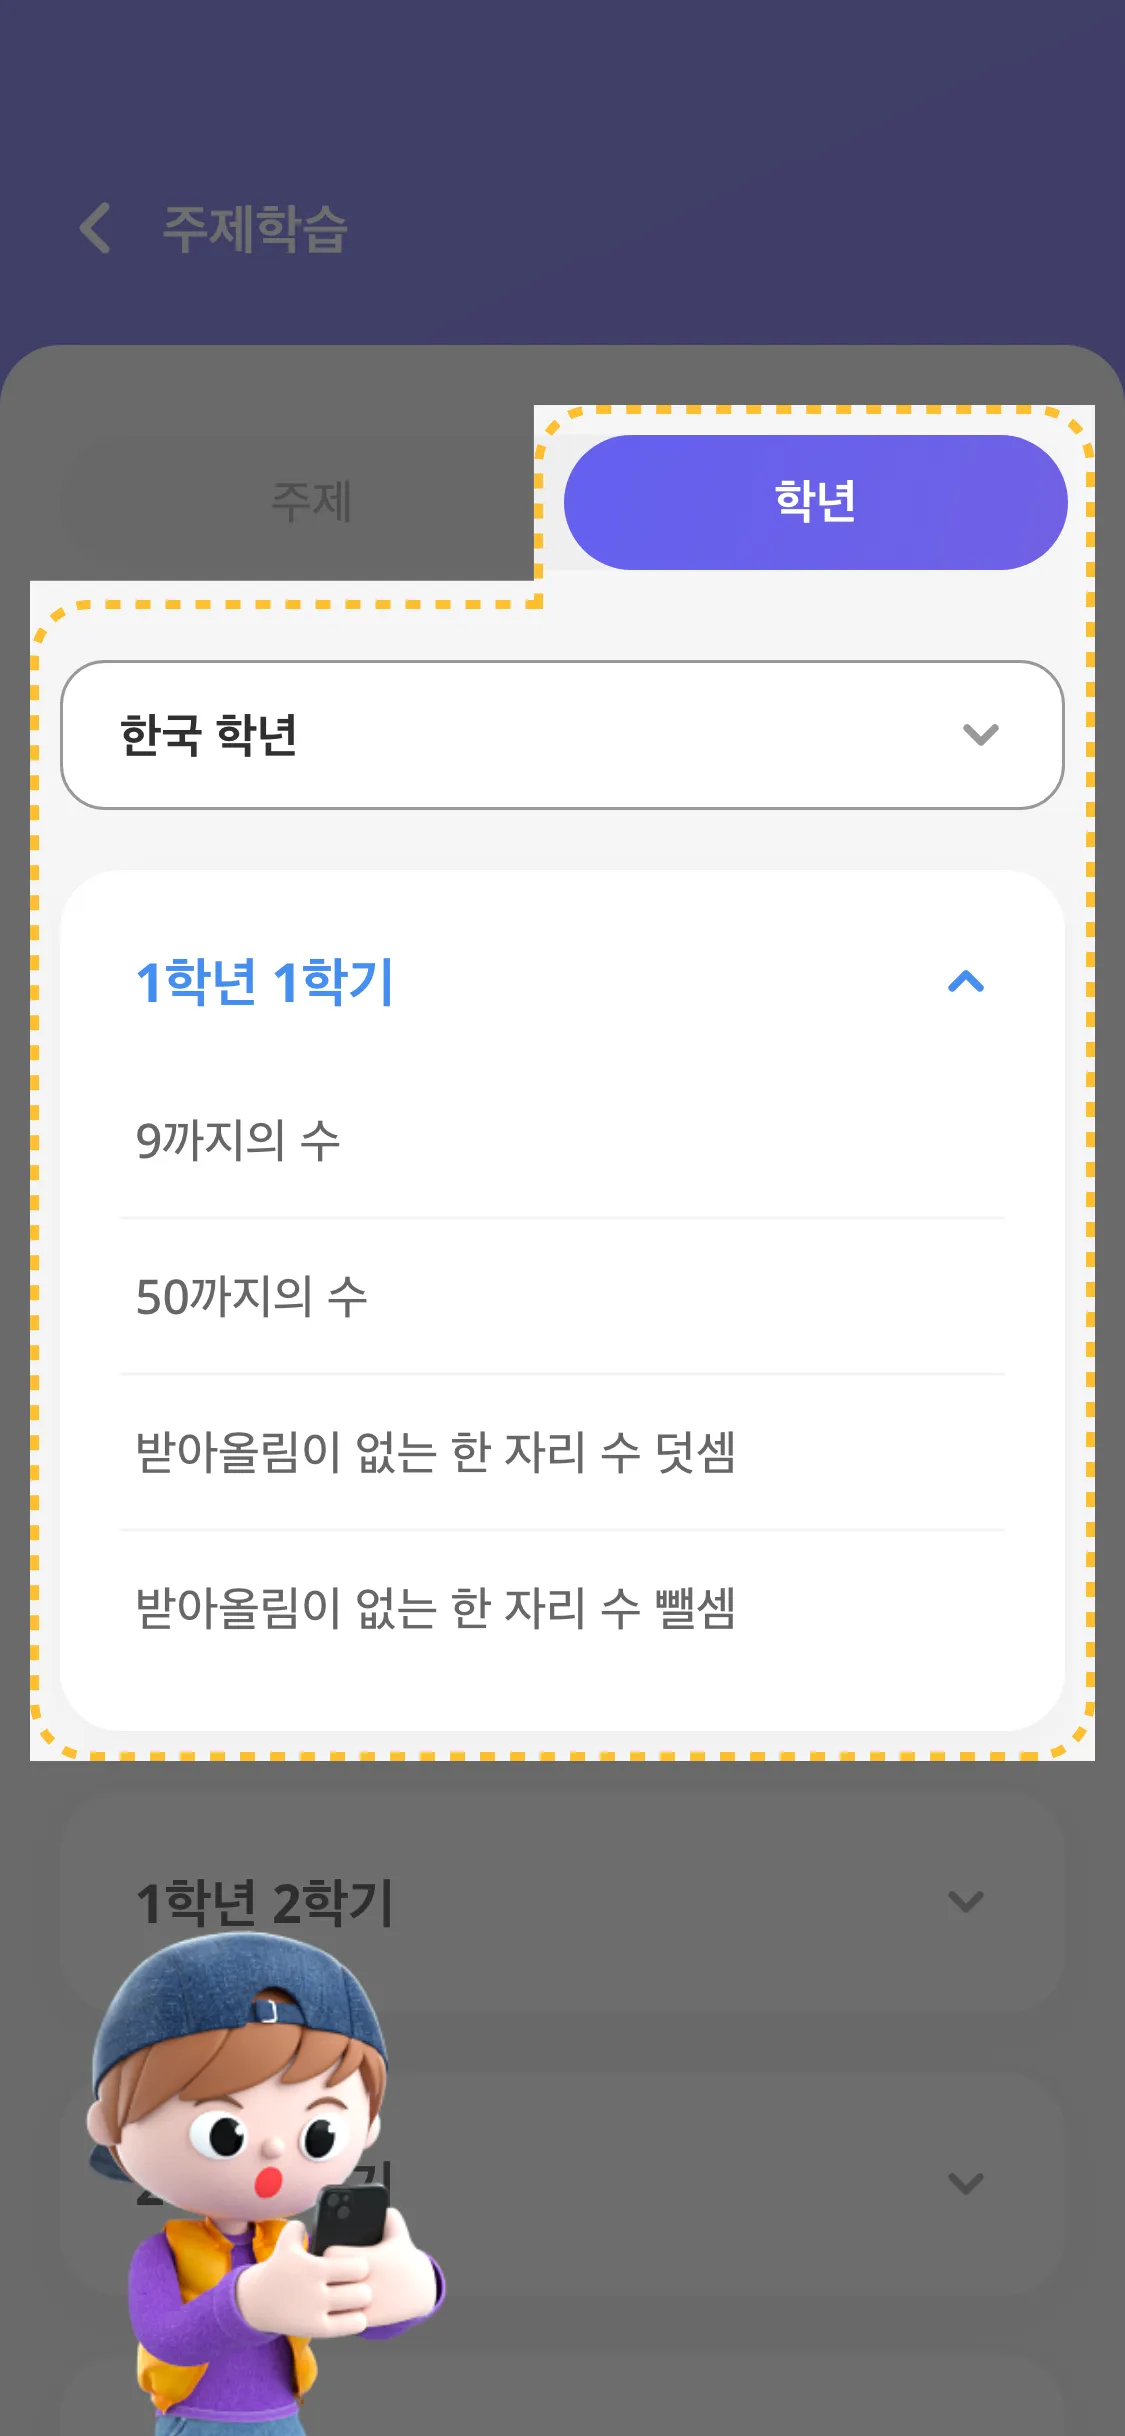 주제학습
주제
학년
한국 학년
1학년 1학기
9까지의 수
50까지의 수
받아올림이 없는 한 자리 수 덧셈
받아올림이 없는 한 자리 수 뺄셈
1학년 2학기
2 기